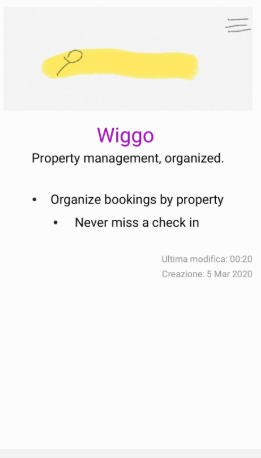 Wiggo
Property management, organized.
• Organize bookings by property
• Never miss a check in
Ultima modifica: 00:20
Creazione: 5 Mar 2020